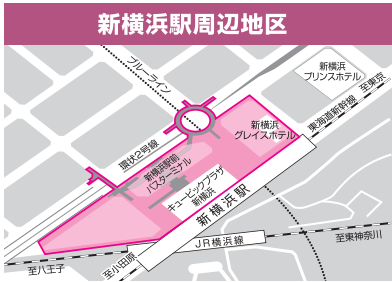 新横浜駅周辺地区
ブルーライン
新横浜
プリンスホテル
至東京
東海道新幹線
環状2号線
新横浜
グレイスホテル
新横浜駅前
バスターミナル
キュービックプラザ
新横浜
新横浜駅
JR横浜線
至東神奈川
至八王子
至小田原